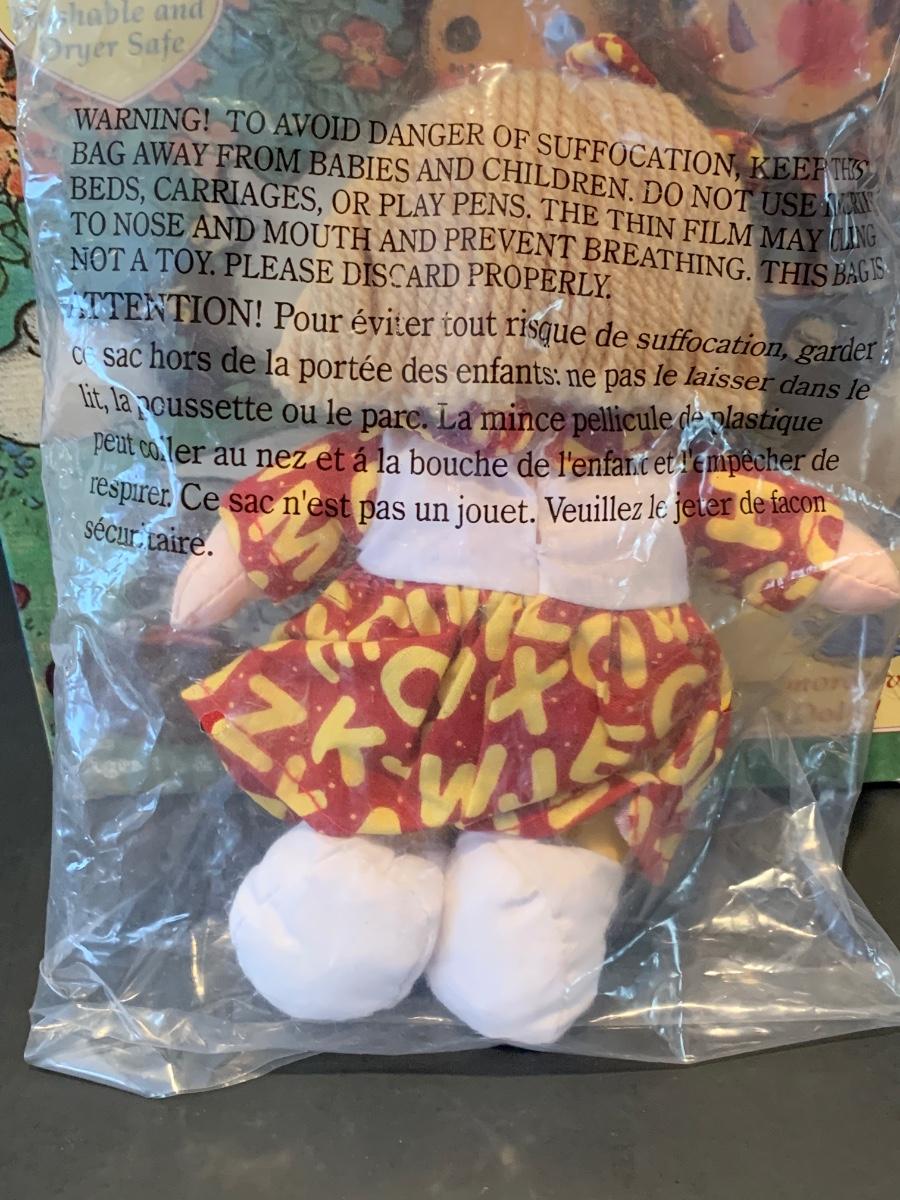 Washable and
Dryer Safe
WARNING! TO AVOID DANGER OF SUFFOCATION, KEEP THIS
BAG AWAY FROM BABIES AND CHILDREN. DO NOT USE IN CRIBS
BEDS, CARRIAGES, OR PLAY PENS. THE THIN FILM MAY CLING
TO NOSE AND MOUTH AND PREVENT BREATHING. THIS BAG IS
NOT A TOY. PLEASE DISCARD PROPERLY.
ATTENTION! Pour éviter tout risque de suffocation, garder
ce sac hors de la portée des enfants: ne pas le laisser dans le
lit, la poussette ou le parc. La mince pellicule de plastique
peut coller au nez et á la bouche de l'enfant et l'empêcher de
respirer. Ce sac n'est pas un jouet. Veuillez le jeter de facon
sécuritaire.
Z K O X
W J E C